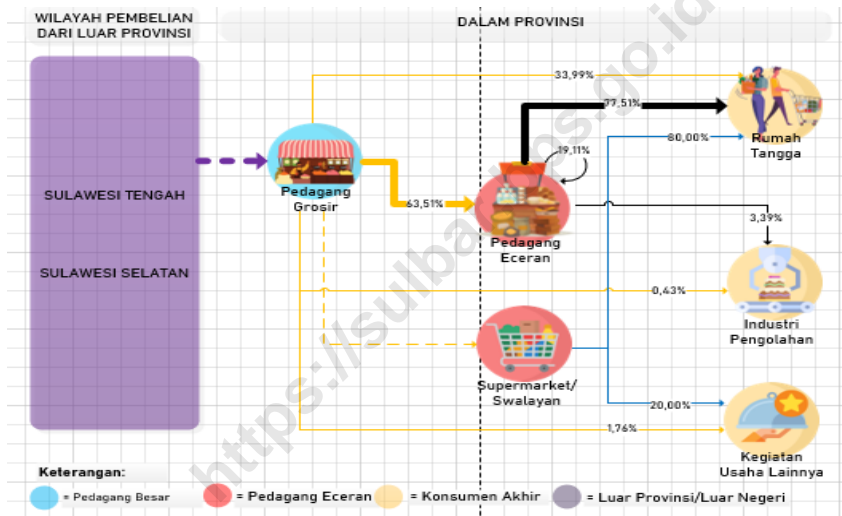 WILAYAH PEMBELIAN
DARI LUAR PROVINSI
DALAM PROVINSI
33,99%
77,51%
80,00%
Rumah
Tangga
19,11%
SULAWESI TENGAH
Pedagang
Grosir
63,51%
3,39%
Pedagang
Eceran
SULAWESI SELATAN
0,43%
Industri
Pengolahan
Supermarket/
Swalayan
20,00%
1,76%
Kegiatan
Usaha Lainnya
Keterangan:
= Pedagang Besar
= Pedagang Eceran
= Konsumen Akhir
= Luar Provinsi/Luar Negeri